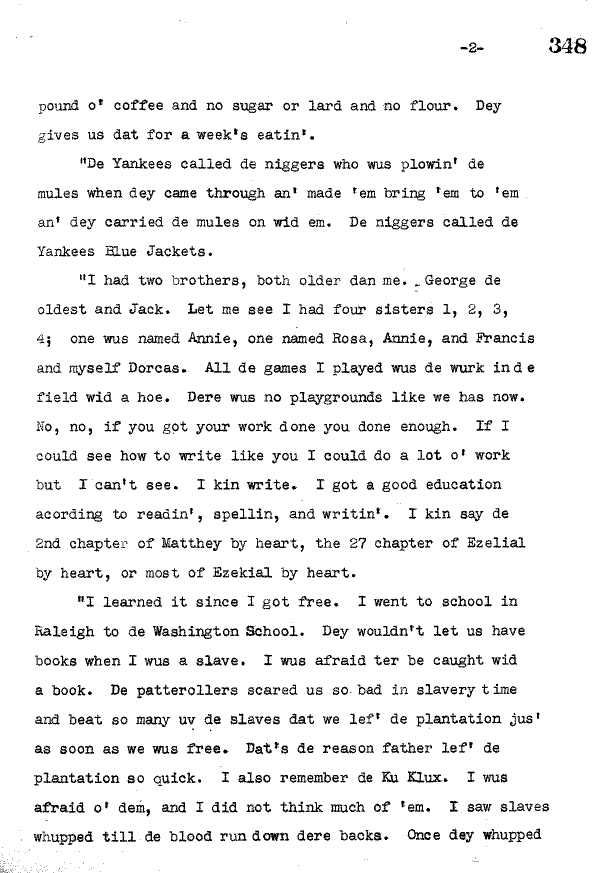 -2- 348
pound o' coffee and no sugar or lard and no flour. Dey
gives us dat for a week's eatin'.
"De Yankees called de niggers who wus plowin' de
mules when dey came through an' made 'em bring 'em to 'em
an' dey carried de mules on wid em. De niggers called de
Yankees Blue Jackets.
"I had two brothers, both older dan me. George de
oldest and Jack. Let me see I had four sisters 1, 2, 3,
4; one wus named Annie, one named Rosa, Annie, and Francis
and myself Dorcas. All de games I played wus de wurk in de
field wid a hoe. Dere wus no playgrounds like we has now.
No, no, if you got your work done you done enough. If I
could see how to write like you I could do a lot o' work
but I can't see. I kin write. I got a good education
acording to readin', spellin, and writin'. I kin say de
2nd chapter of Matthey by heart, the 27 chapter of Ezelial
by heart, or most of Ezekial by heart.
"I learned it since I got free. I went to school in
Raleigh to de Washington School. Dey wouldn't let us have
books when I wus a slave. I wus afraid ter be caught wid
a book. De patterollers scared us so bad in slavery time
and beat so many uv de slaves dat we lef' de plantation jus'
as soon as we wus free. Dat's de reason father lef' de
plantation so quick. I also remember de Ku Klux. I wus
afraid o' dem, and I did not think much of 'em. I saw slaves
whupped till de blood run down dere backs. Once dey whupped